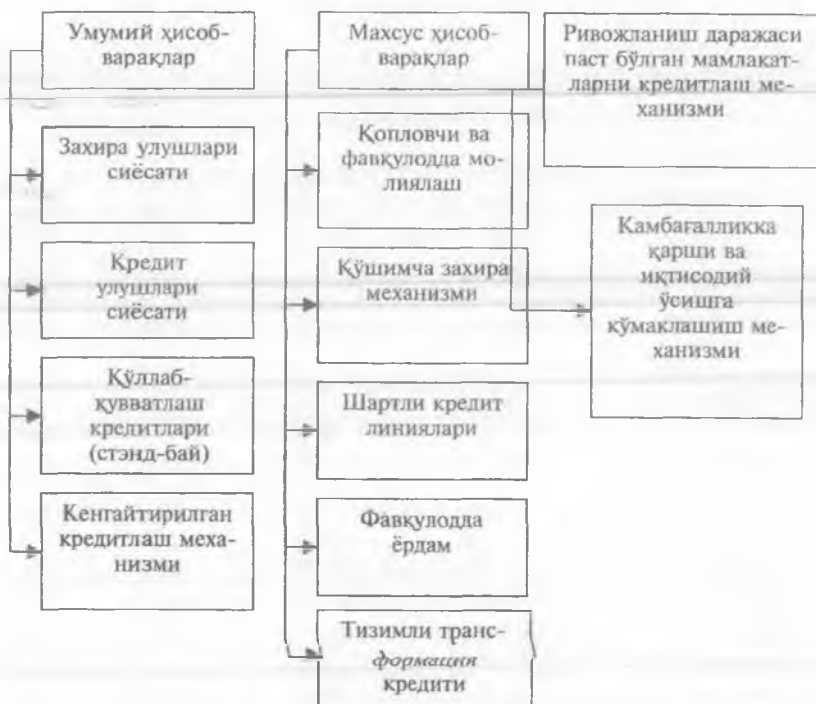 Умумий ҳисоб-
варақлар
Захира улушлари
сиёсати
Кредит
улушлари
сиёсати
Қўллаб-
қувватлаш
кредитлари
(стэнд-бай)
Кенгайтирилган
кредитлаш меха-
низми
Махсус ҳисоб-
варақлар
Қопловчи ва
фавқулодда мо-
лиялаш
Қўшимча захира
механизми
Шартли кредит
линиялари
Фавқулодда
ёрдам
Тизимли транс-
формация
кредити
Ривожланиш даражаси
паст бўлган мамлакат-
ларни кредитлаш ме-
ханизми
Камбағалликка
қарши ва
иқтисодий
ўсишга
кўмаклашиш ме-
ханизми